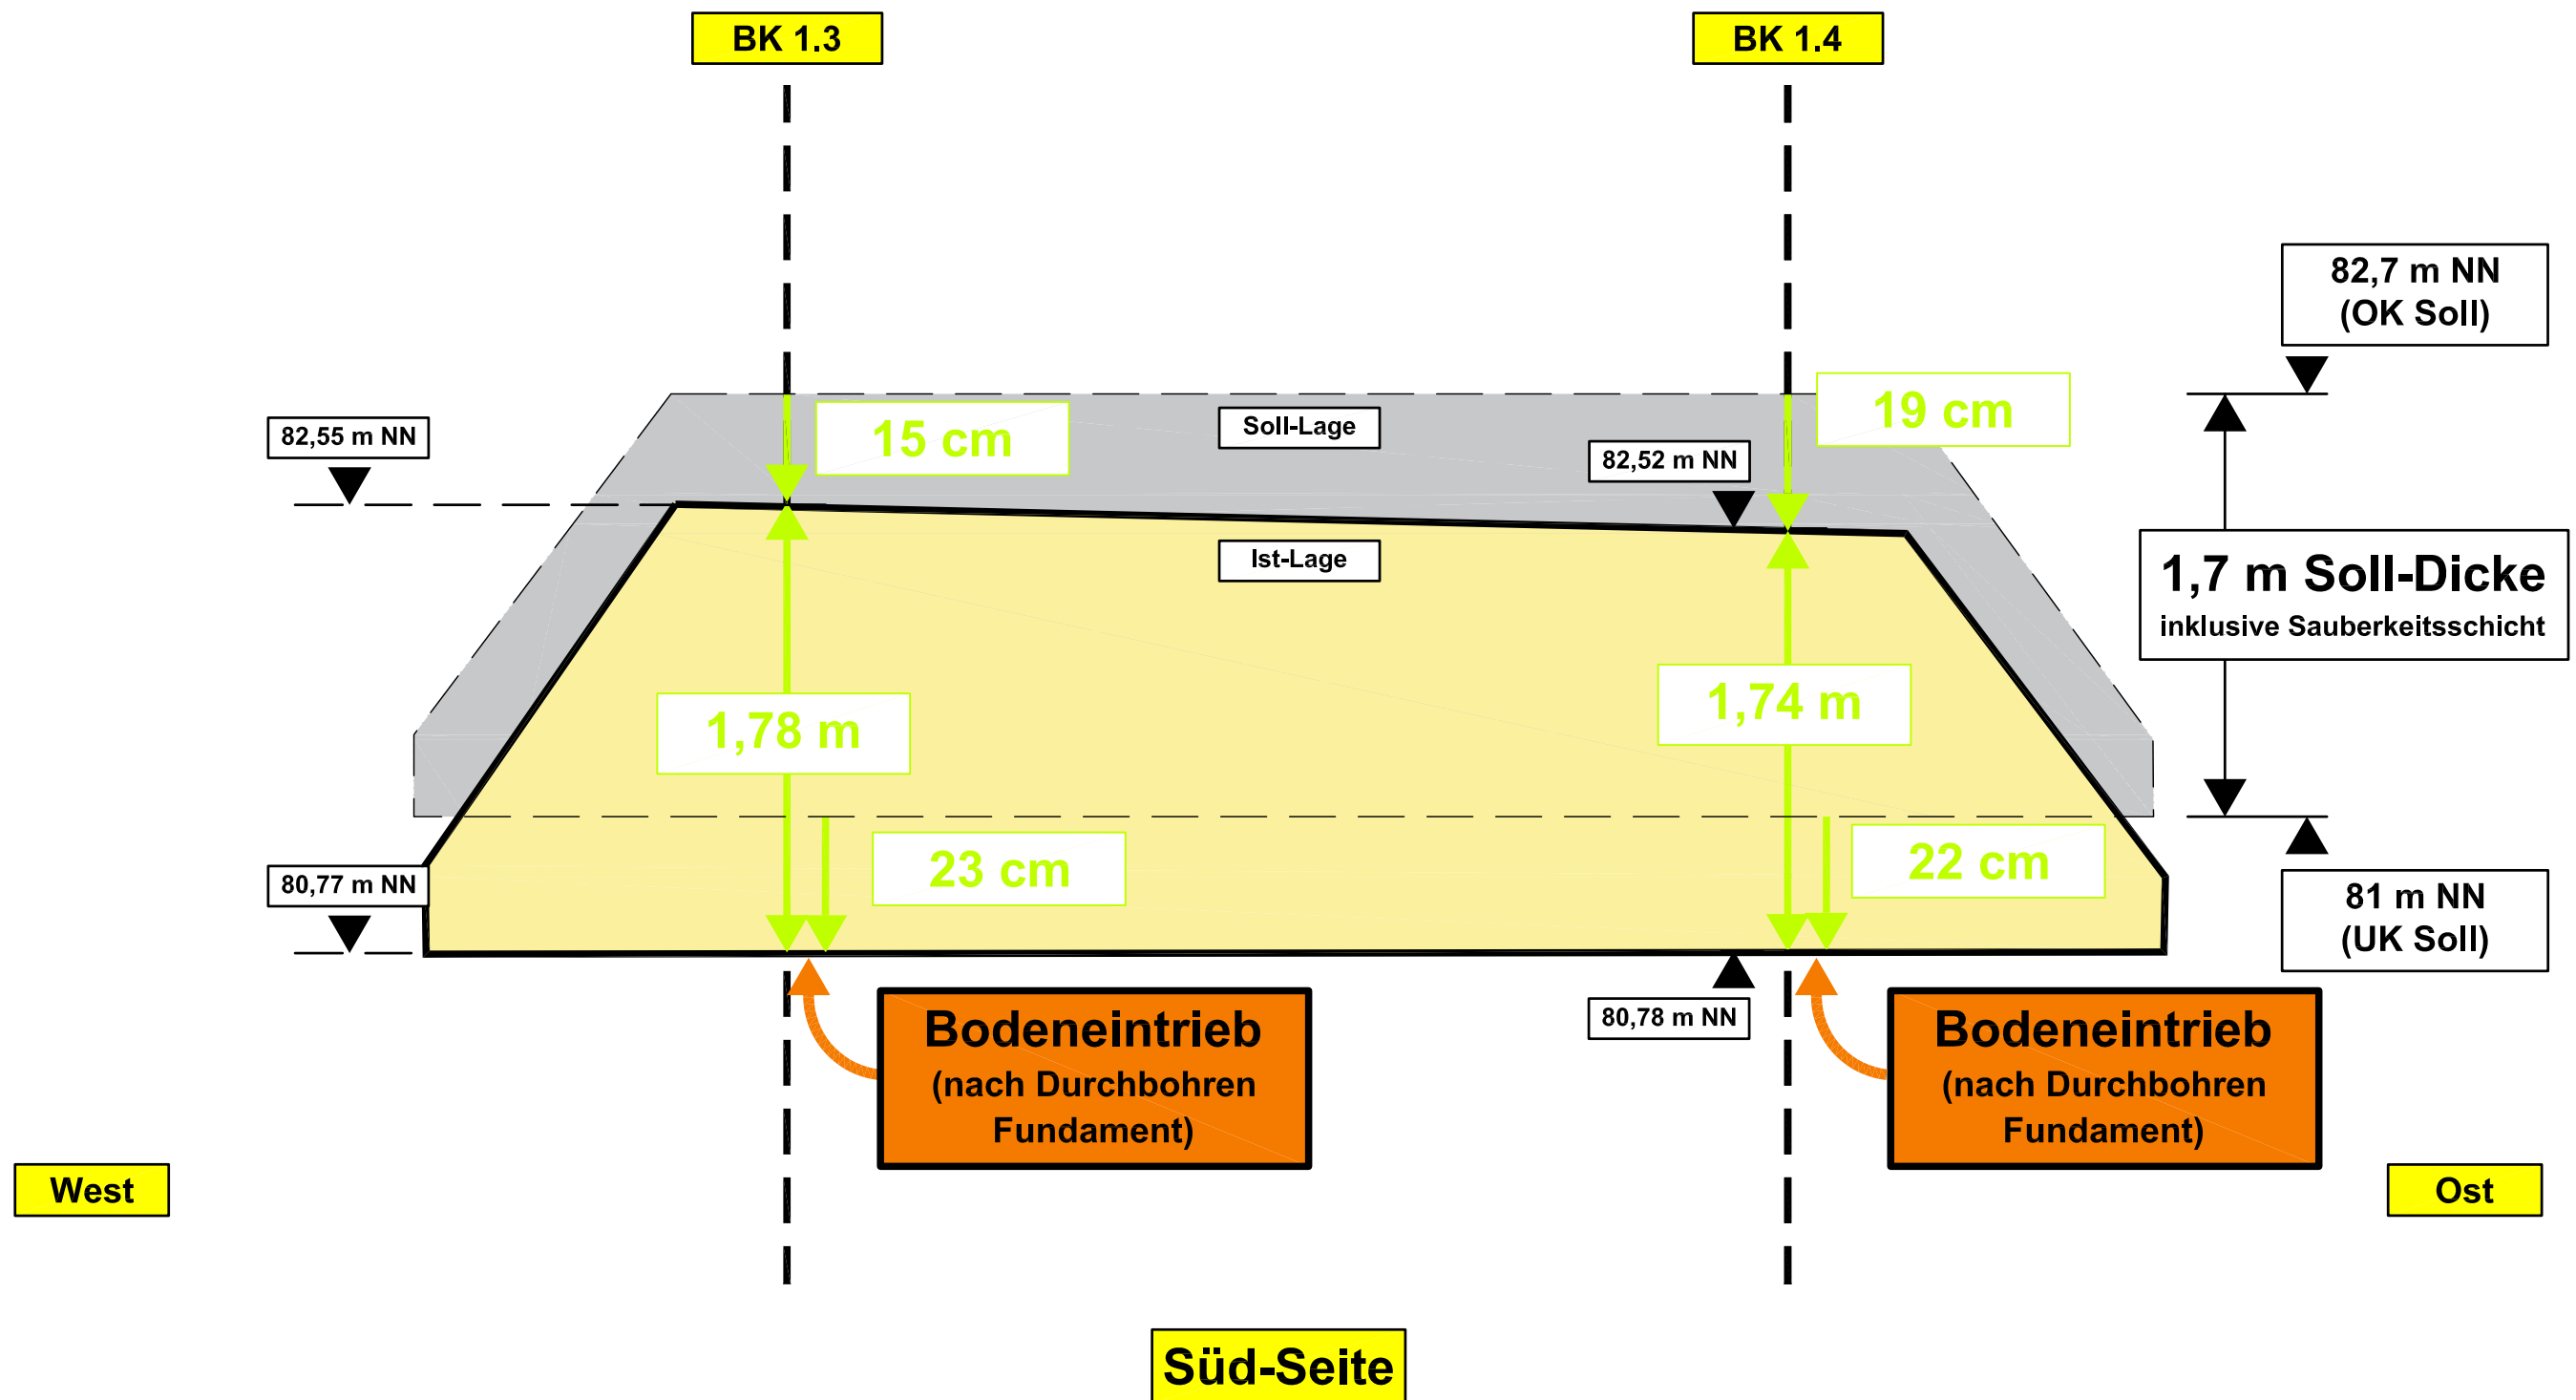 BK 1.3
BK 1.4
82,7 m NN
(OK Soll)
19 cm
15 cm
Soll-Lage
82,55 m NN
82,52 m NN
Ist-Lage
1,7 m Soll-Dicke
inklusive Sauberkeitsschicht
1,78 m
1,74 m
23 cm
22 cm
80,77 m NN
81 m NN
(UK Soll)
80,78 m NN
Bodeneintrieb
(nach Durchbohren
Fundament)
Bodeneintrieb
(nach Durchbohren
Fundament)
West
Ost
Süd-Seite